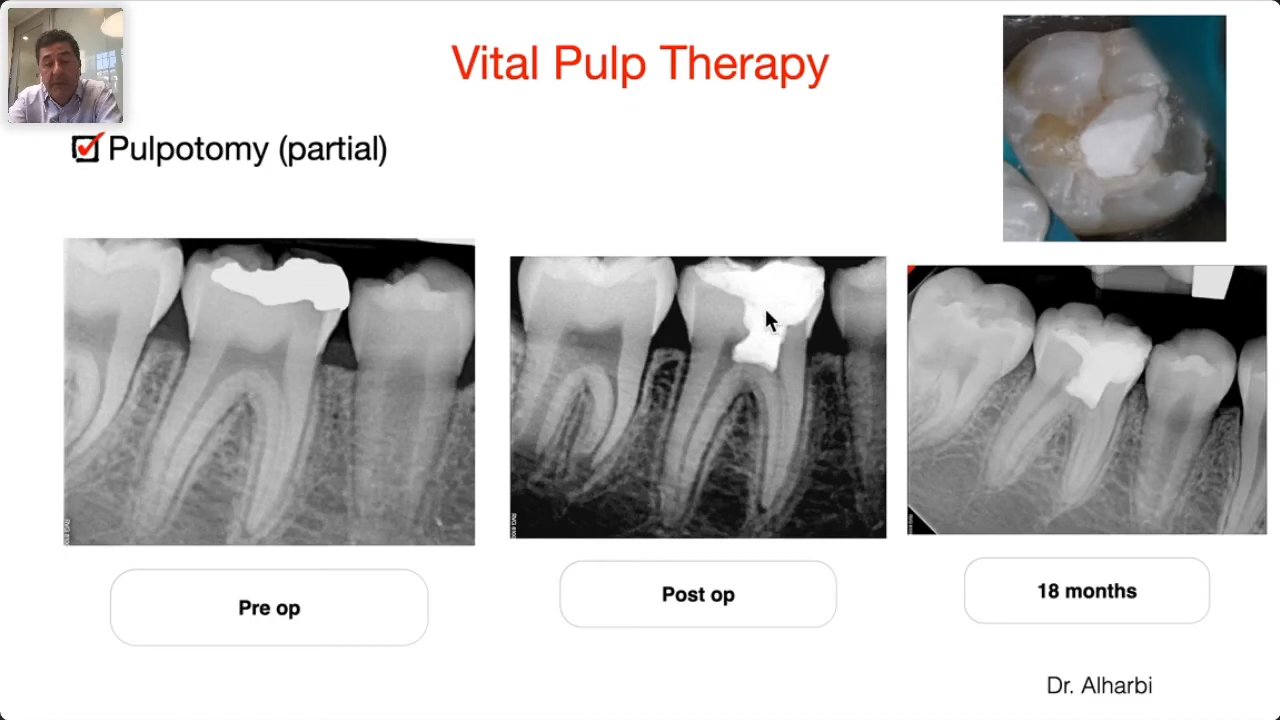 Vital Pulp Therapy
Pulpotomy (partial)
Pre op
Post op
18 months
Dr. Alharbi